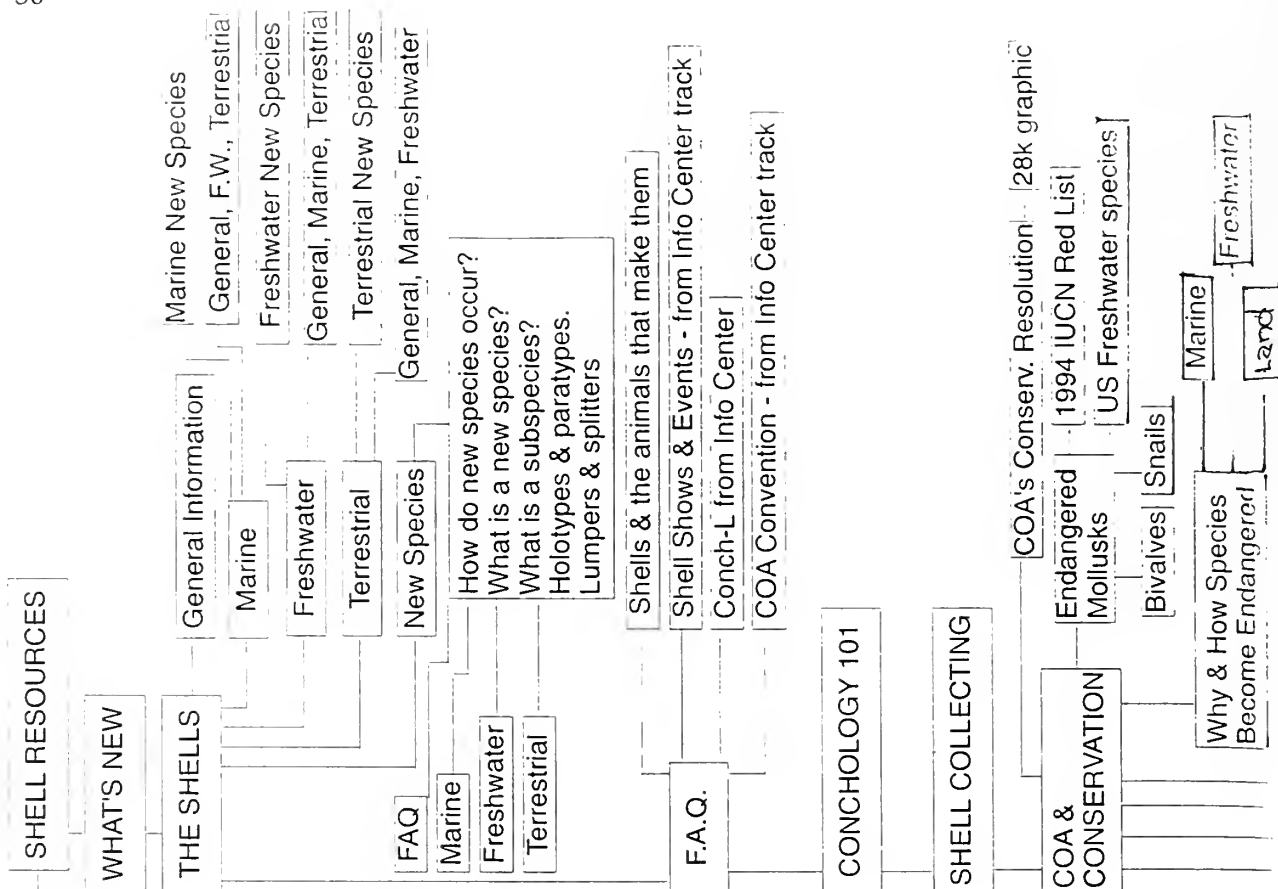 SHELL RESOURCES
WHAT'S NEW
THE SHELLS
General Information
Marine
Marine New Species
General, F.W., Terrestrial
Freshwater
Freshwater New Species
General, Marine, Terrestrial
Terrestrial
Terrestrial New Species
General, Marine, Freshwater
New Species
FAQ
How do new species occur?
What is a new species?
What is a subspecies?
Holotypes & paratypes.
Lumpers & splitters
Marine
Freshwater
Terrestrial
F.A.Q.
Shells & the animals that make them
Shell Shows & Events - from Info Center track
Conch-L from Info Center
COA Convention - from Info Center track
CONCHOLOGY 101
SHELL COLLECTING
COA &
CONSERVATION
COA's Conserv. Resolution
28k graphic
Endangered
Mollusks
1994 IUCN Red List
US Freshwater species
Bivalves
Snails
Why & How Species
Become Endangered
Marine
Freshwater
Land